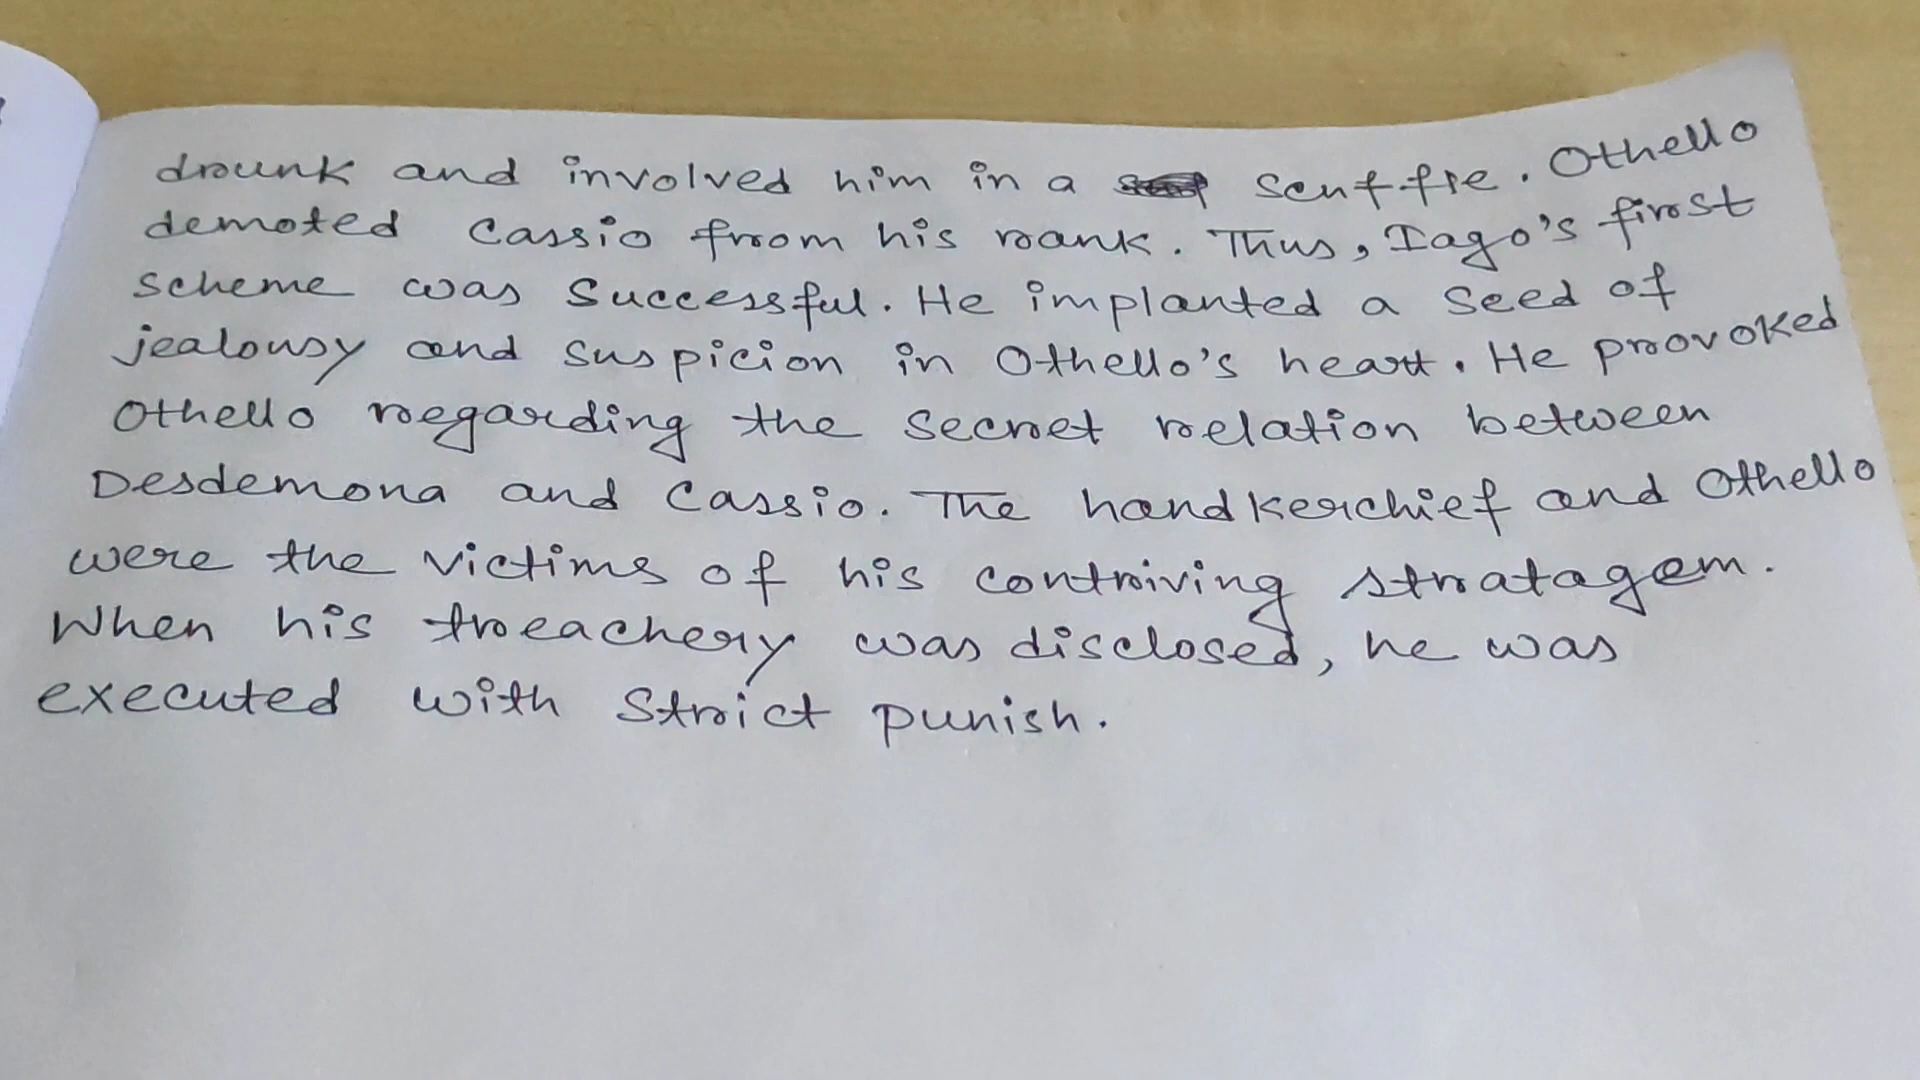 drunk and involved him in a scuffle. Othello
demoted Cassio from his rank. Thus, Iago's first
scheme was successful. He implanted a seed of
jealousy and suspicion in Othello's heart. He provoked
Othello regarding the secret relation between
Desdemona and Cassio. The handkerchief and Othello
were the victims of his contriving stratagem.
When his treachery was disclosed, he was
executed with strict punish.